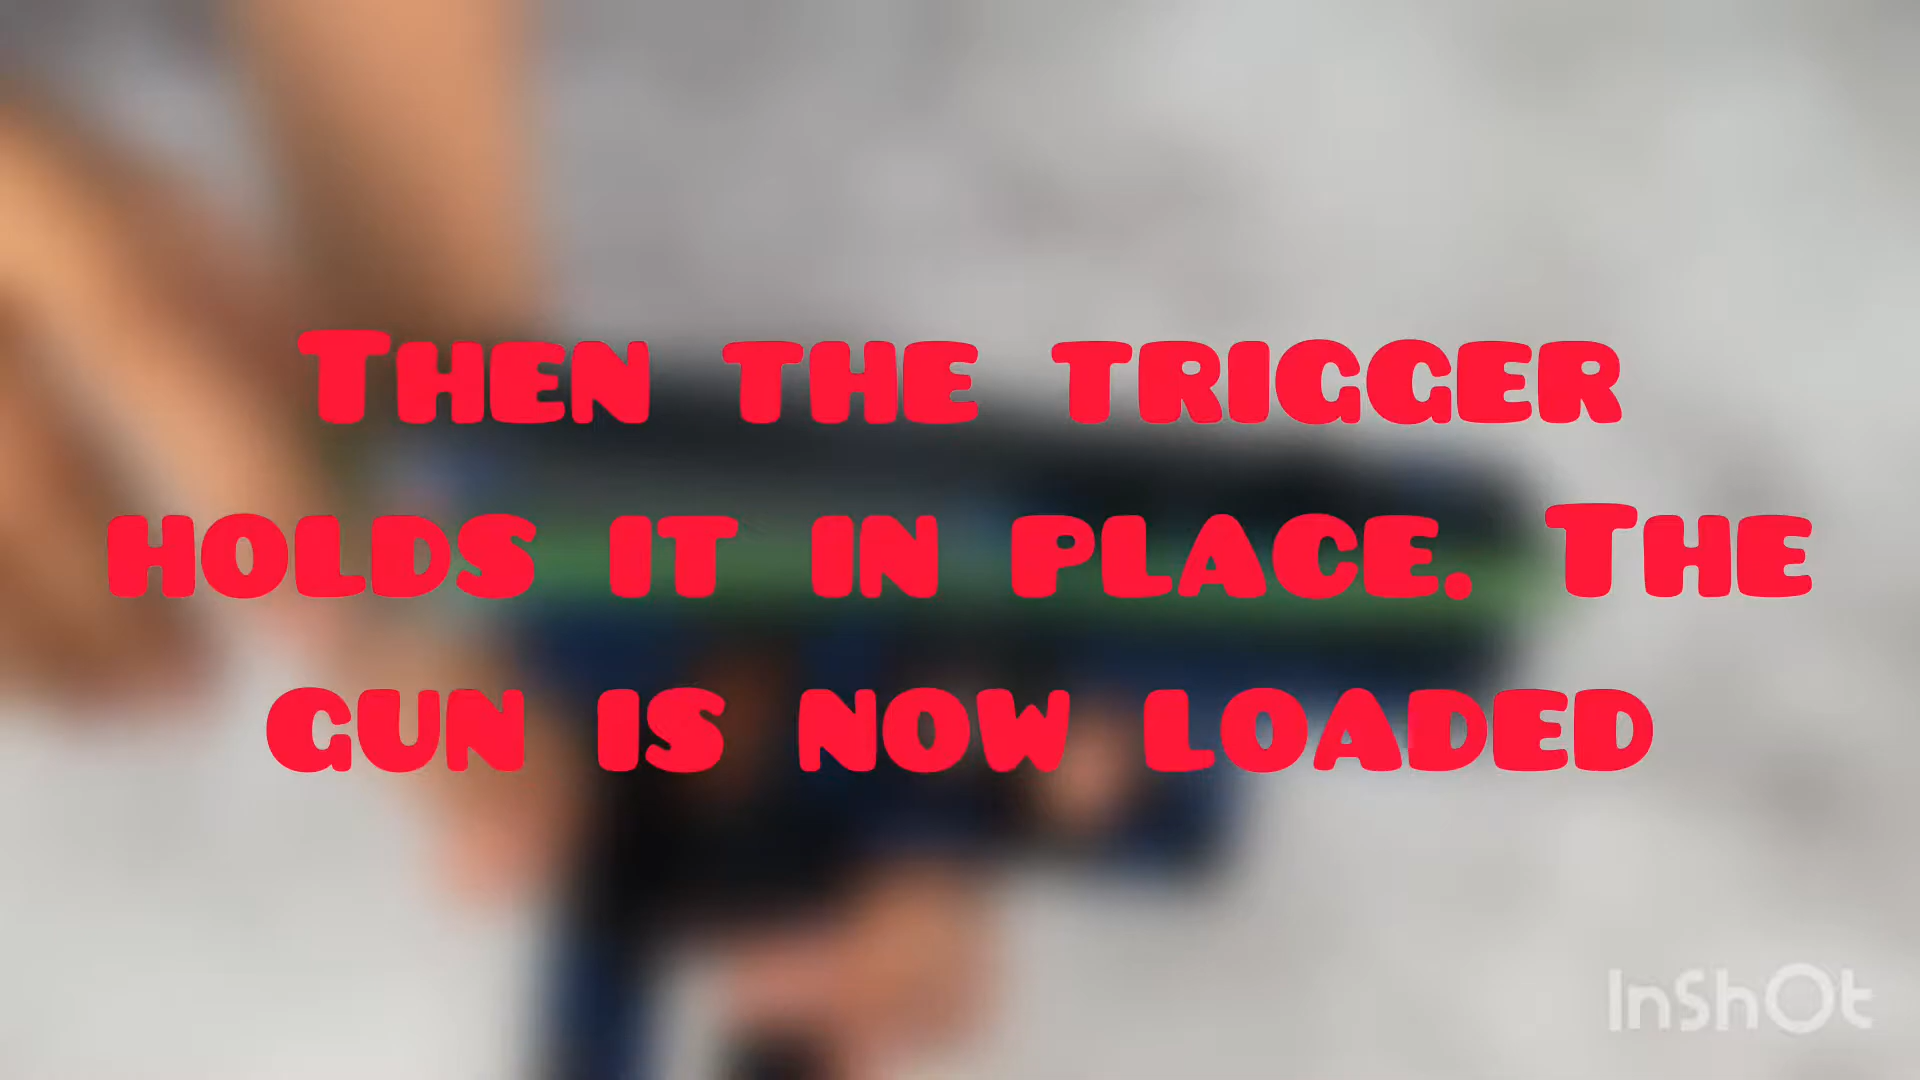 Then the trigger
holds it in place. The
gun is now loaded
InShOt